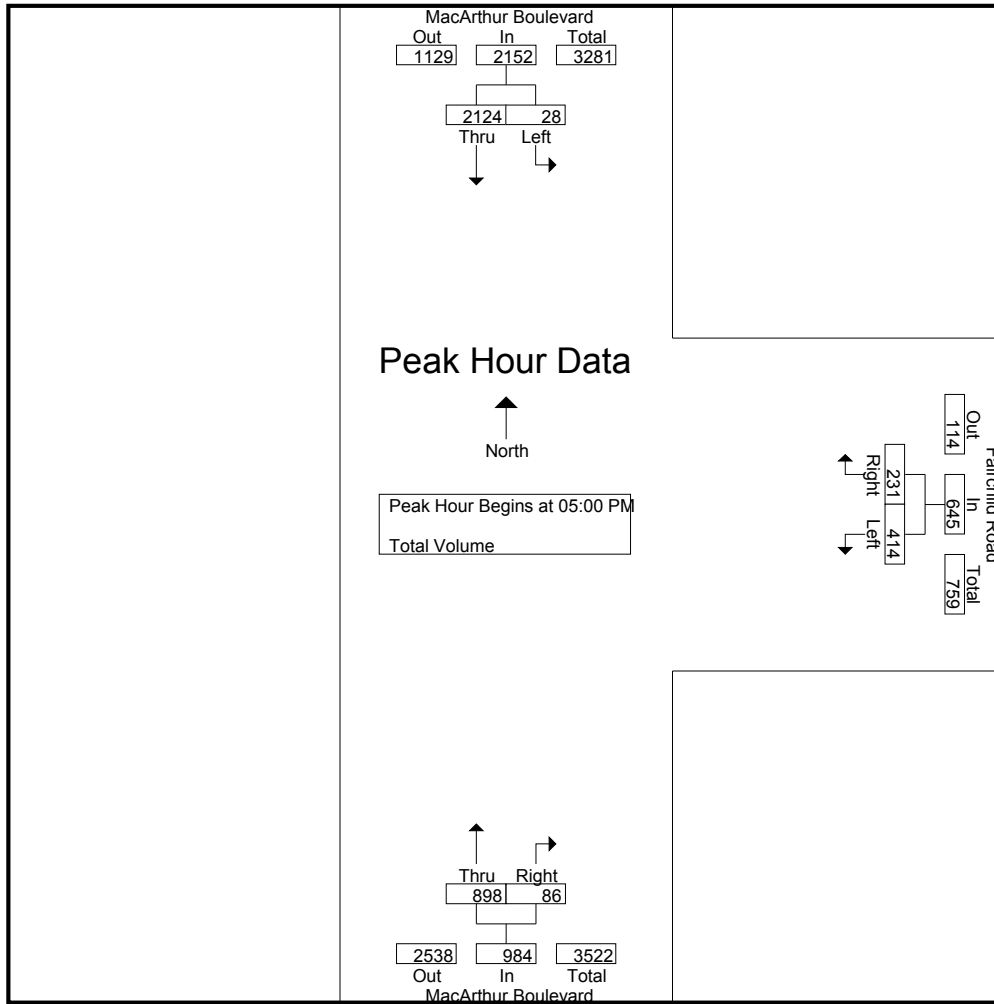 MacArthur Boulevard
Out In Total
1129 2152 3281
2124 28
Thru Left
Peak Hour Data
North
Peak Hour Begins at 05:00 PM
Total Volume
Road
Out In Total
114 645 759
231 414
Right Left
Thru Right
898 86
2538 984 3522
Out In Total
MacArthur Boulevard